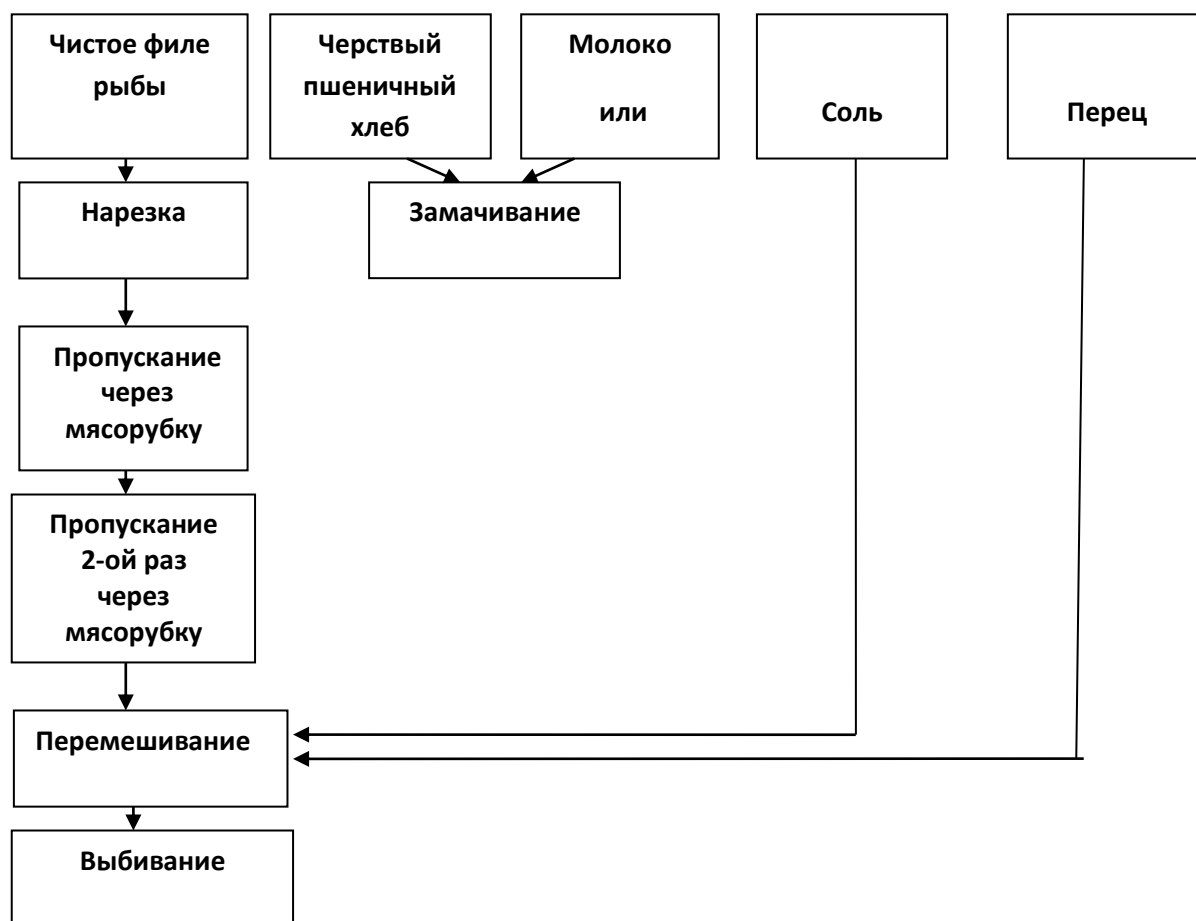 Чистое филе
рыбы
Черствый
пшеничный
хлеб
Молоко
или
Соль
Перец
Нарезка
Замачивание
Пропускание
через
мясорубку
Пропускание
2-ой раз
через
мясорубку
Перемешивание
Выбивание